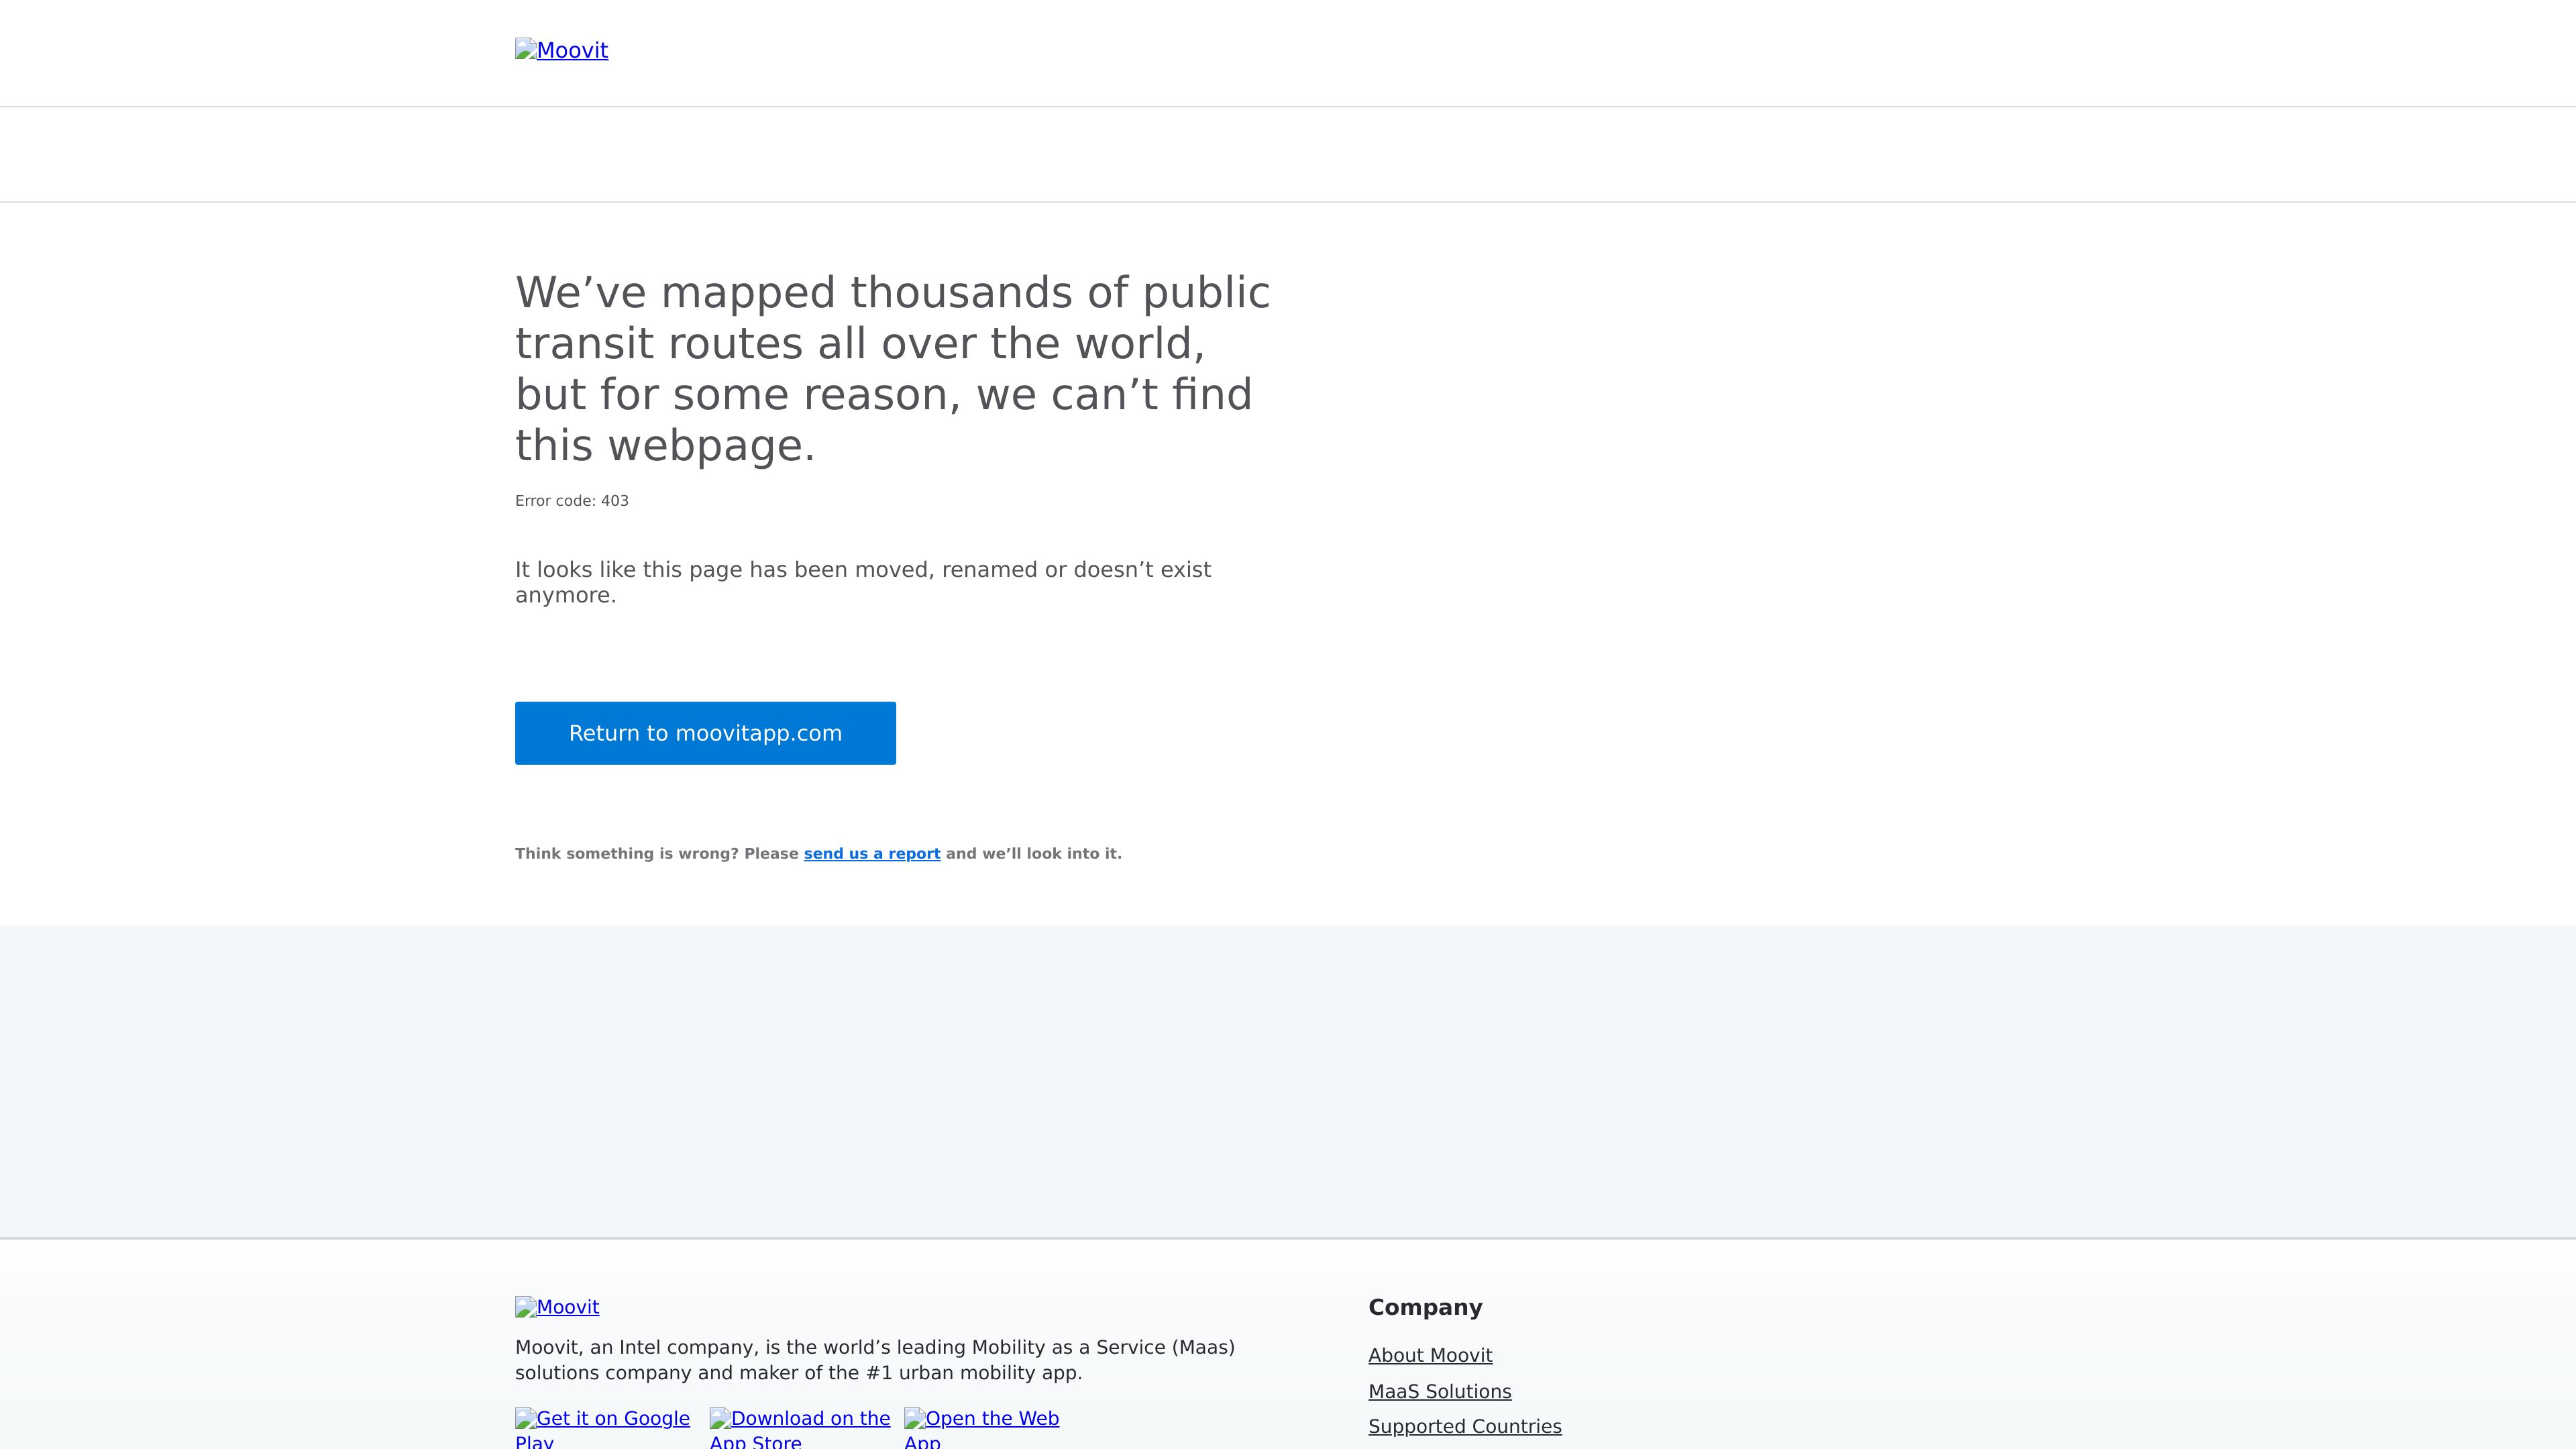 Moovit
We’ve mapped thousands of public
transit routes all over the world,
but for some reason, we can’t find
this webpage.
Error code: 403
It looks like this page has been moved, renamed or doesn’t exist
anymore.
Return to moovitapp.com
Think something is wrong? Please send us a report and we’ll look into it.
Moovit
Moovit, an Intel company, is the world’s leading Mobility as a Service (Maas)
solutions company and maker of the #1 urban mobility app.
Get it on Google
Play
Download on the
App Store
Open the Web
App
Company
About Moovit
MaaS Solutions
Supported Countries